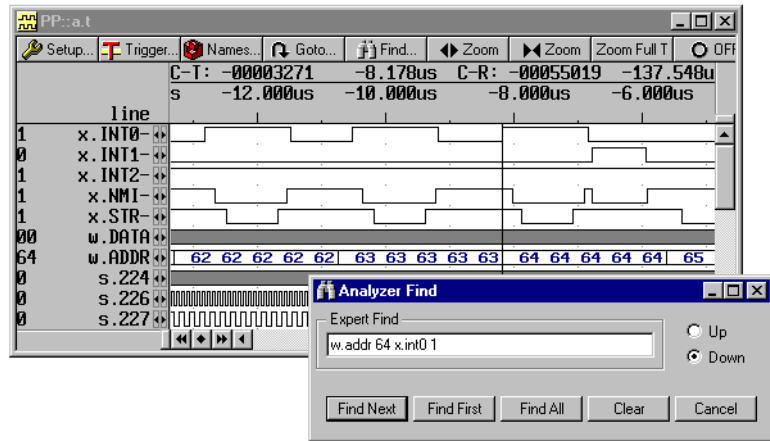 PP::a.t
Setup... Trigger... Names... Goto... Find... Zoom Zoom Zoom Full T OFF
C-T: -00003271 -8.178us C-R: -00055019 -137.548u
s -12.000us -10.000us -8.000us -6.000us
line
1 x.INT0-
0 x.INT1-
1 x.INT2-
1 x.NMI-
1 x.STR-
00 w.DATA
64 w.ADDR 62 62 62 62 62 63 63 63 63 63 64 64 64 64 64 65
0 s.224
0 s.226
0 s.227
Analyzer Find
Expert Find
w.addr 64 x.int0 1
Up
Down
Find Next Find First Find All Clear Cancel